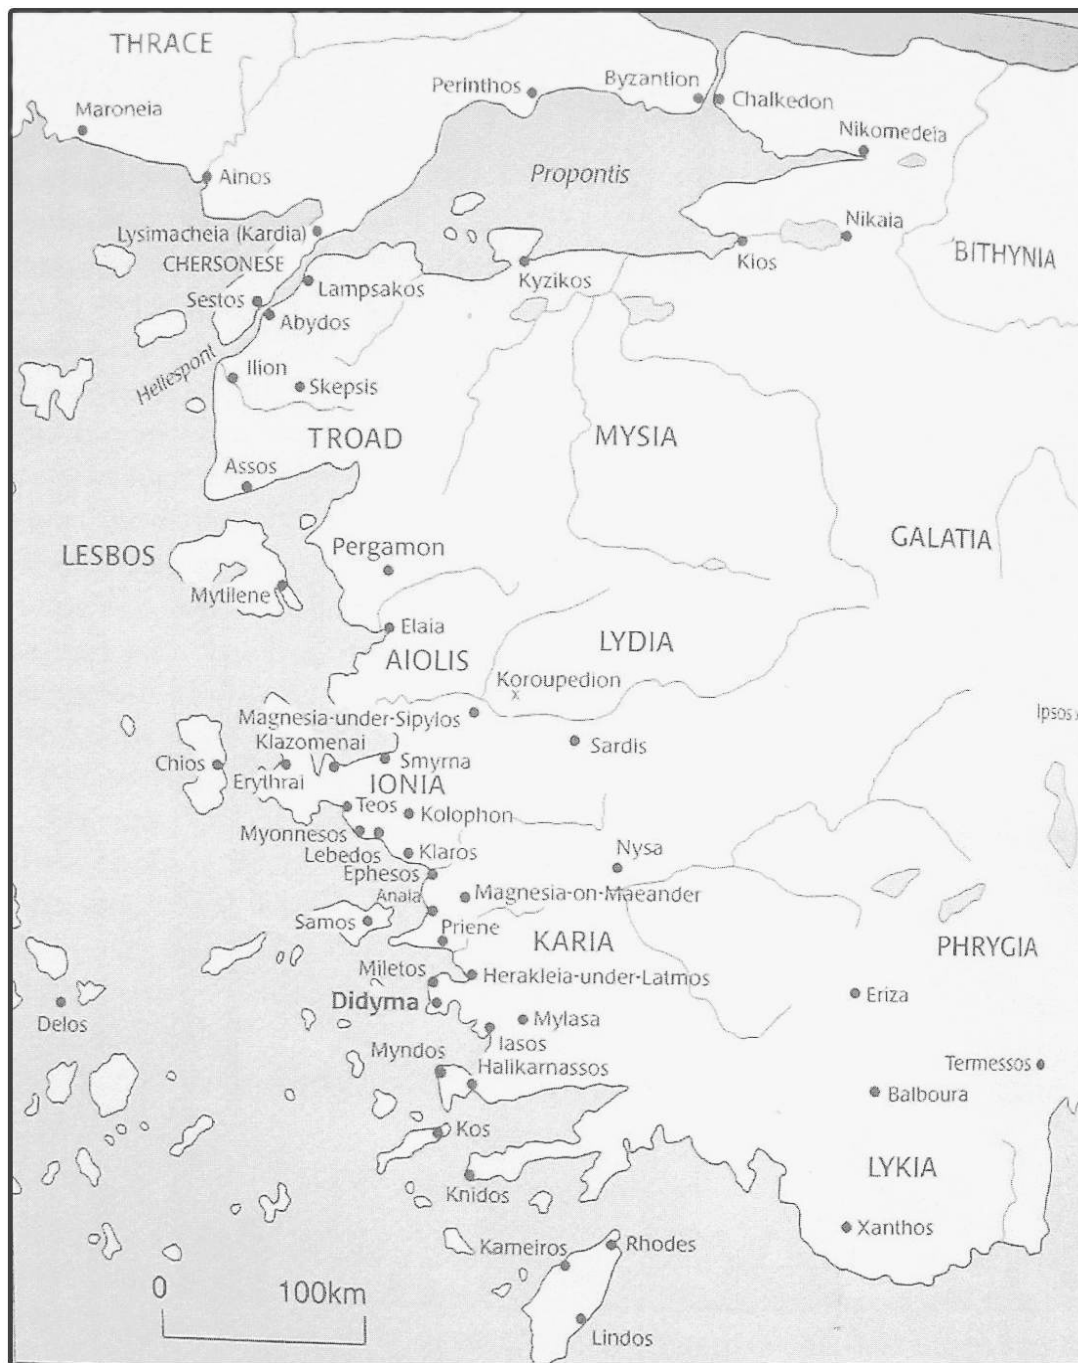 THRACE
Perinthos
Byzantion
Chalkedon
Maroneia
Nikomedeia
Ainos
Propontis
Lysimacheia (Kardia)
Nikaia
CHERSONESE
BITHYNIA
Kios
Kyzikos
Lampsakos
Sestos
Abydos
Hellespont
Ilion
Skepsis
TROAD
MYSIA
Assos
GALATIA
LESBOS
Pergamon
Mytilene
Elaia
LYDIA
AIOLIS
Koroupedion
x
Magnesia-under-Sipylos
Ipsos x
Klazomenai
Sardis
Chios
Smyrna
Erythrai
IONIA
Teos
Kolophon
Myonnesos
Lebedos
Klaros
Nysa
Ephesos
Anaia
Magnesia-on-Maeander
Samos
Priene
KARIA
PHRYGIA
Miletos
Herakleia-under-Latmos
Didyma
Eriza
Delos
Mylasa
Iasos
Myndos
Halikarnassos
Termessos
Balboura
Kos
LYKIA
Knidos
Xanthos
Kameiros
Rhodes
0 100km
Lindos